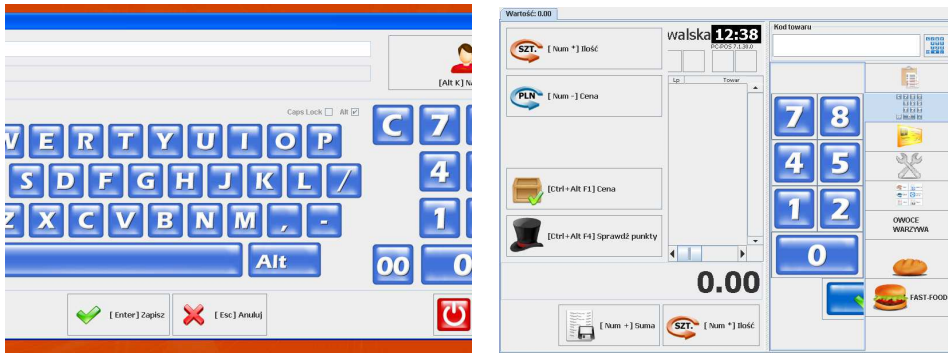 [Alt K] N
Caps Lock Alt
C 7
W E R T Y U I O P
4
S D F G H J K L /
1
Z X C V B N M , -
Alt
00 0
[ Enter] Zapisz
[ Esc] Anuluj
Wartość: 0.00
walska 12:38
PC-POS 7.1.38.0
SZT. [ Num *] Ilość
Lp Towar
PLN [ Num -] Cena
[Ctrl+Alt F1] Cena
[Ctrl+Alt F4] Sprawdź punkty
0.00
[ Num +] Suma
SZT. [ Num *] Ilość
Kod towaru
7 8
4 5
1 2
0
OWOCE
WARZYWA
FAST-FOOD